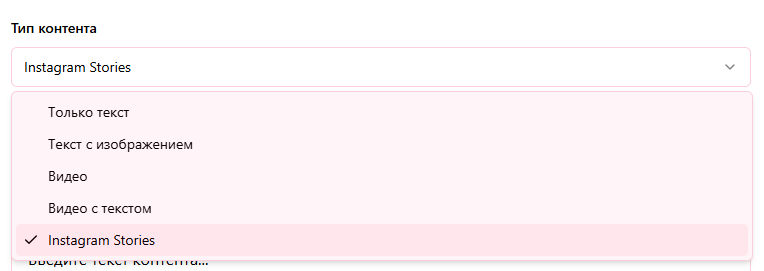 Тип контента
Instagram Stories
Только текст
Текст с изображением
Видео
Видео с текстом
Instagram Stories
Введите текст контента...